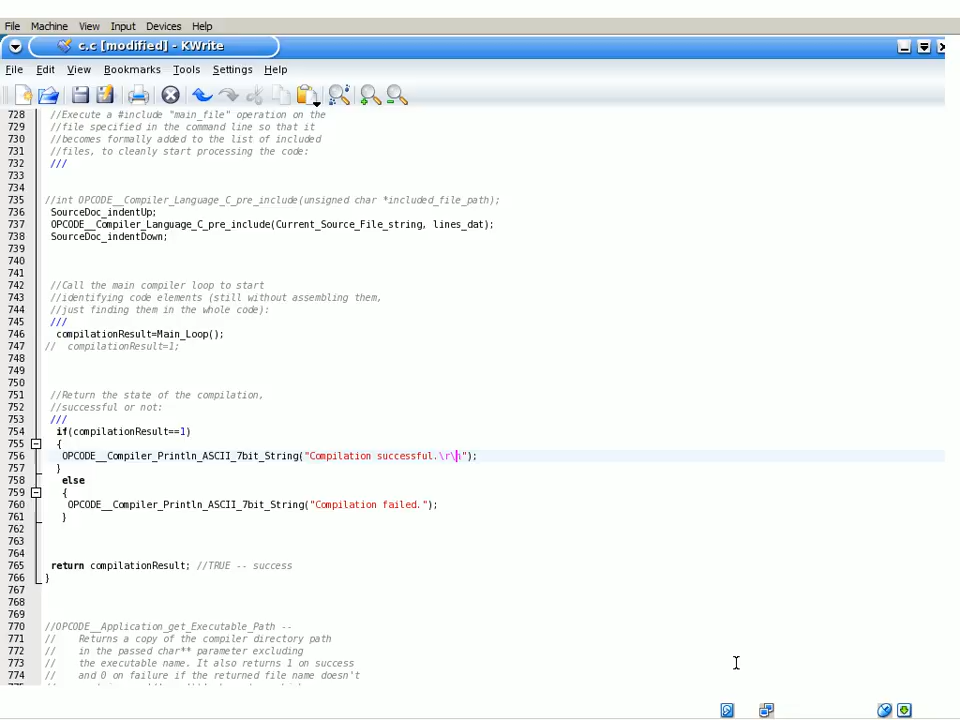 File Machine View Input Devices Help
c.c [modified] - KWrite
File Edit View Bookmarks Tools Settings Help
728 //Execute a #include "main_file" operation on the
729 //file specified in the command line so that it
730 //becomes formally added to the list of included
731 //files, to cleanly start processing the code:
732 ///
733
734
735 //int OPCODE__Compiler_Language_C_pre_include(unsigned char *included_file_path);
736 SourceDoc_indentUp;
737 OPCODE__Compiler_Language_C_pre_include(Current_Source_File_string, lines_dat);
738 SourceDoc_indentDown;
739
740
741
742 //Call the main compiler loop to start
743 //identifying code elements (still without assembling them,
744 //just finding them in the whole code):
745 ///
746 compilationResult=Main_Loop();
747 // compilationResult=1;
748
749
750
751 //Return the state of the compilation,
752 //successful or not:
753 ///
754 if(compilationResult==1)
755 {
756 OPCODE__Compiler_Println_ASCII_7bit_String("Compilation successful.\r\n");
757 }
758 else
759 {
760 OPCODE__Compiler_Println_ASCII_7bit_String("Compilation failed.");
761 }
762
763
764
765 return compilationResult; //TRUE -- success
766 }
767
768
769
770 //OPCODE__Application_get_Executable_Path --
771 // Returns a copy of the compiler directory path
772 // in the passed char** parameter excluding
773 // the executable name. It also returns 1 on success
774 // and 0 on failure if the returned file name doesn't